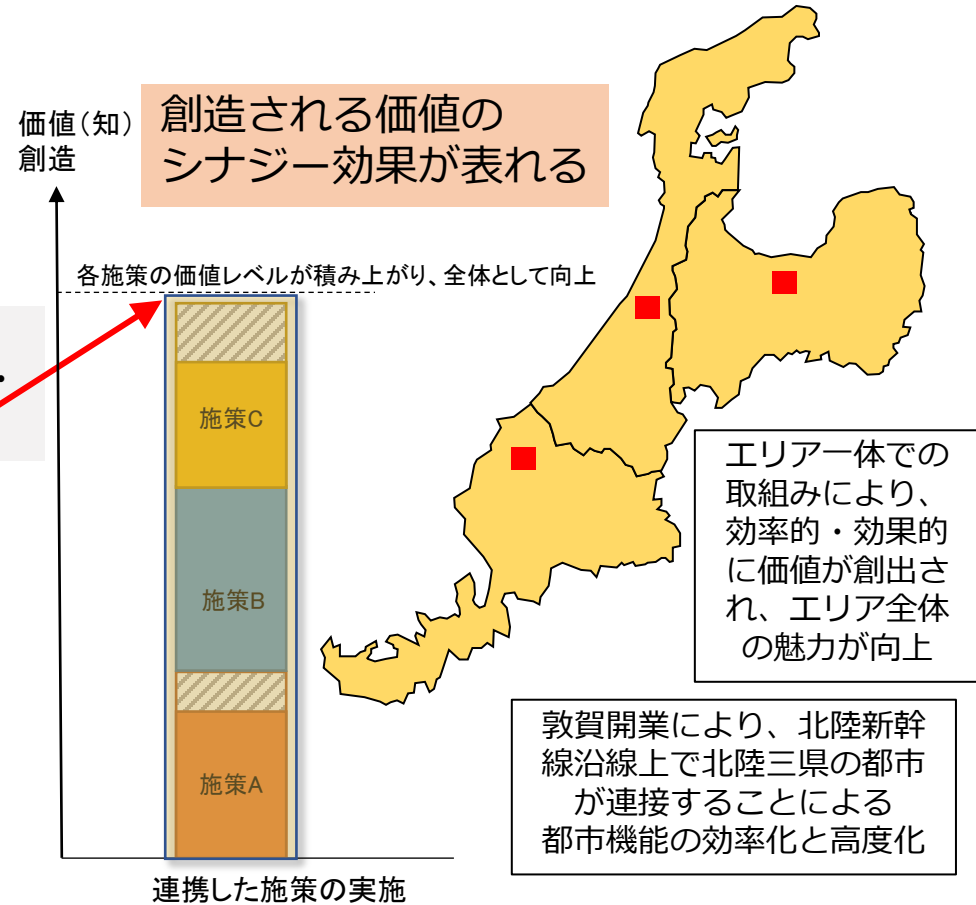 価値（知）
創造
創造される価値の
シナジー効果が表れる
各施策の価値レベルが積み上がり、全体として向上
施策C
施策B
施策A
連携した施策の実施
エリア一体での
取組みにより、
効率的・効果的
に価値が創出さ
れ、エリア全体
の魅力が向上
敦賀開業により、北陸新幹
線沿線上で北陸三県の都市
が連接することによる
都市機能の効率化と高度化